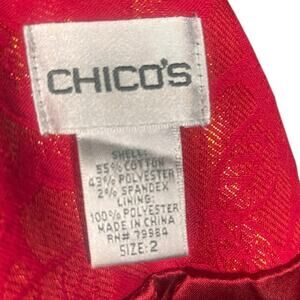 CHICO'S
SHELL:
55% COTTON
43% POLYESTER
2% SPANDEX
LINING:
100% POLYESTER
MADE IN CHINA
RN# 79984
SIZE: 2